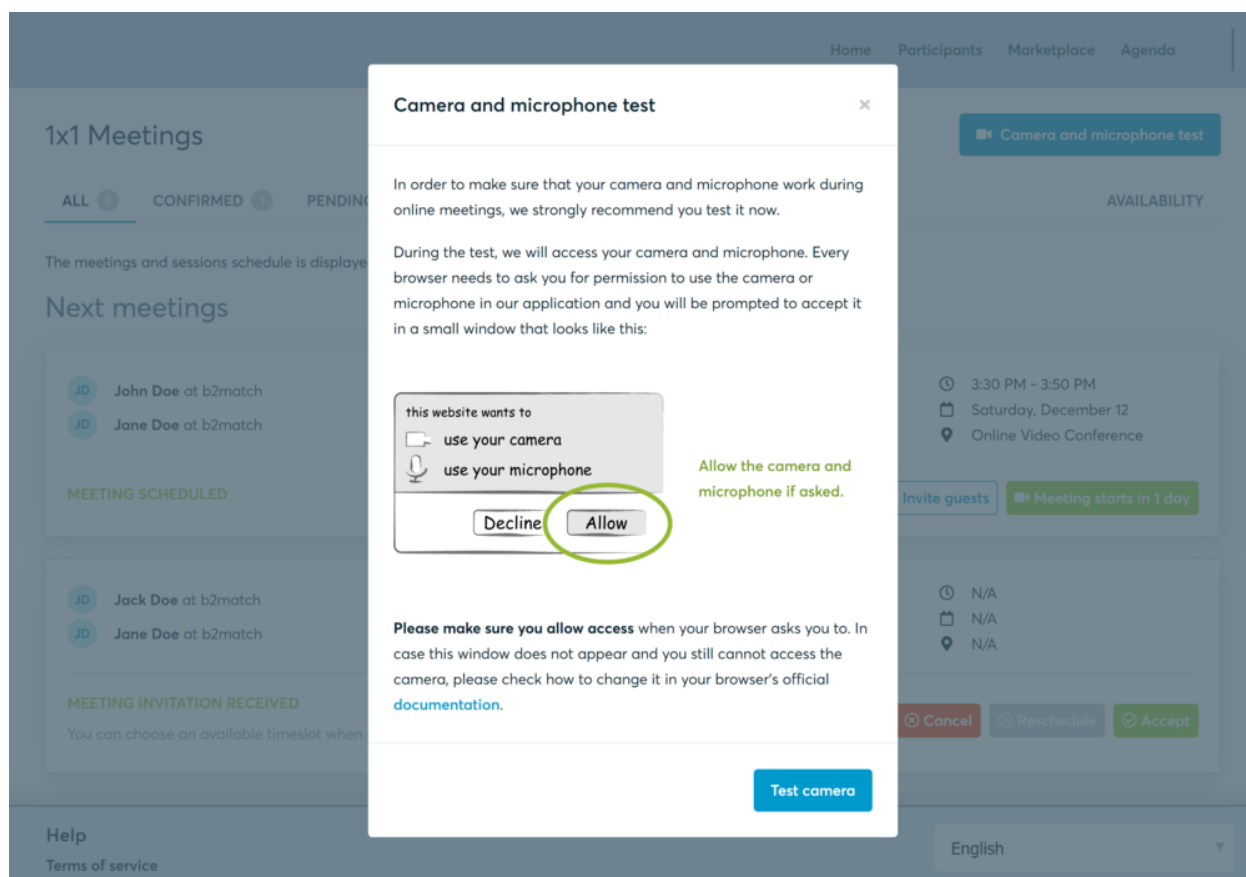 Home Participants Marketplace Agenda
1x1 Meetings
Camera and microphone test
ALL 2 CONFIRMED 1 PENDING
AVAILABILITY
The meetings and sessions schedule is displaye
Next meetings
JD John Doe at b2match
JD Jane Doe at b2match
MEETING SCHEDULED
3:30 PM - 3:50 PM
Saturday, December 12
Online Video Conference
Invite guests Meeting starts in 1 day
JD Jack Doe at b2match
JD Jane Doe at b2match
MEETING INVITATION RECEIVED
You can choose an available timeslot when
N/A
N/A
N/A
Cancel Reschedule Accept
Camera and microphone test ×
In order to make sure that your camera and microphone work during
online meetings, we strongly recommend you test it now.
During the test, we will access your camera and microphone. Every
browser needs to ask you for permission to use the camera or
microphone in our application and you will be prompted to accept it
in a small window that looks like this:
this website wants to
use your camera
use your microphone
Decline Allow
Allow the camera and
microphone if asked.
Please make sure you allow access when your browser asks you to. In
case this window does not appear and you still cannot access the
camera, please check how to change it in your browser's official
documentation.
Test camera
Help
Terms of service
English